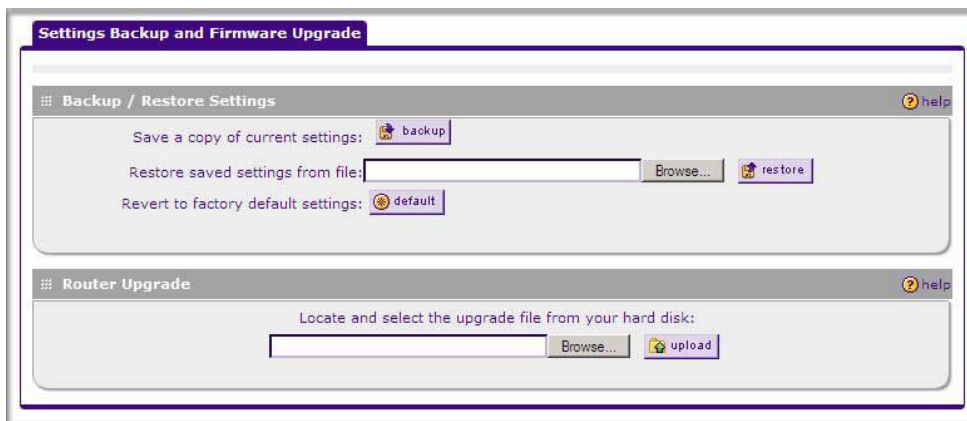 Settings Backup and Firmware Upgrade
Backup / Restore Settings
help
Save a copy of current settings: backup
Restore saved settings from file: Browse... restore
Revert to factory default settings: default
Router Upgrade
help
Locate and select the upgrade file from your hard disk:
Browse... upload